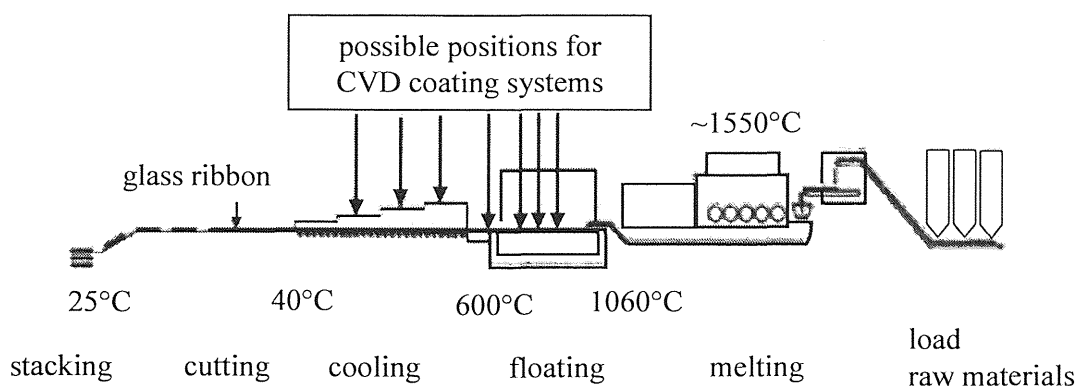 possible positions for
CVD coating systems
~1550°C
glass ribbon
25°C 40°C 600°C 1060°C
stacking cutting cooling floating melting load
raw materials